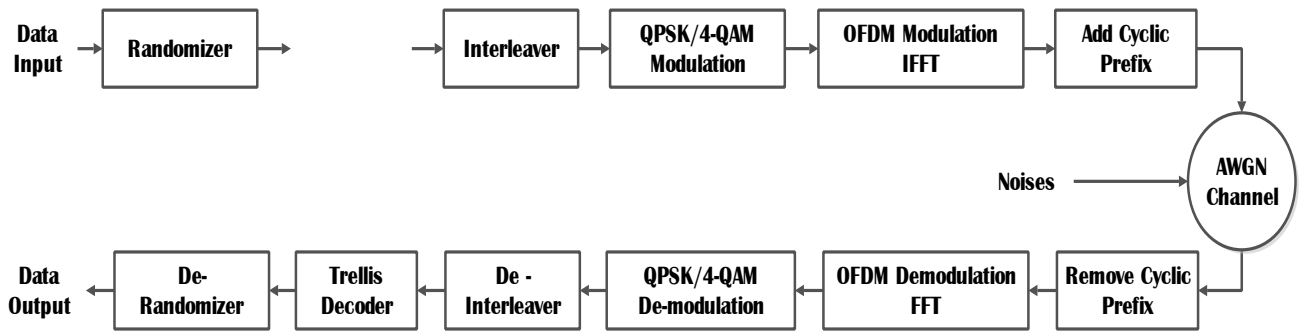 Data
Input
Randomizer
Interleaver
QPSK/4-QAM
Modulation
OFDM Modulation
IFFT
Add Cyclic
Prefix
Noises
AWGN
Channel
Data
Output
De-
Randomizer
Trellis
Decoder
De -
Interleaver
QPSK/4-QAM
De-modulation
OFDM Demodulation
FFT
Remove Cyclic
Prefix